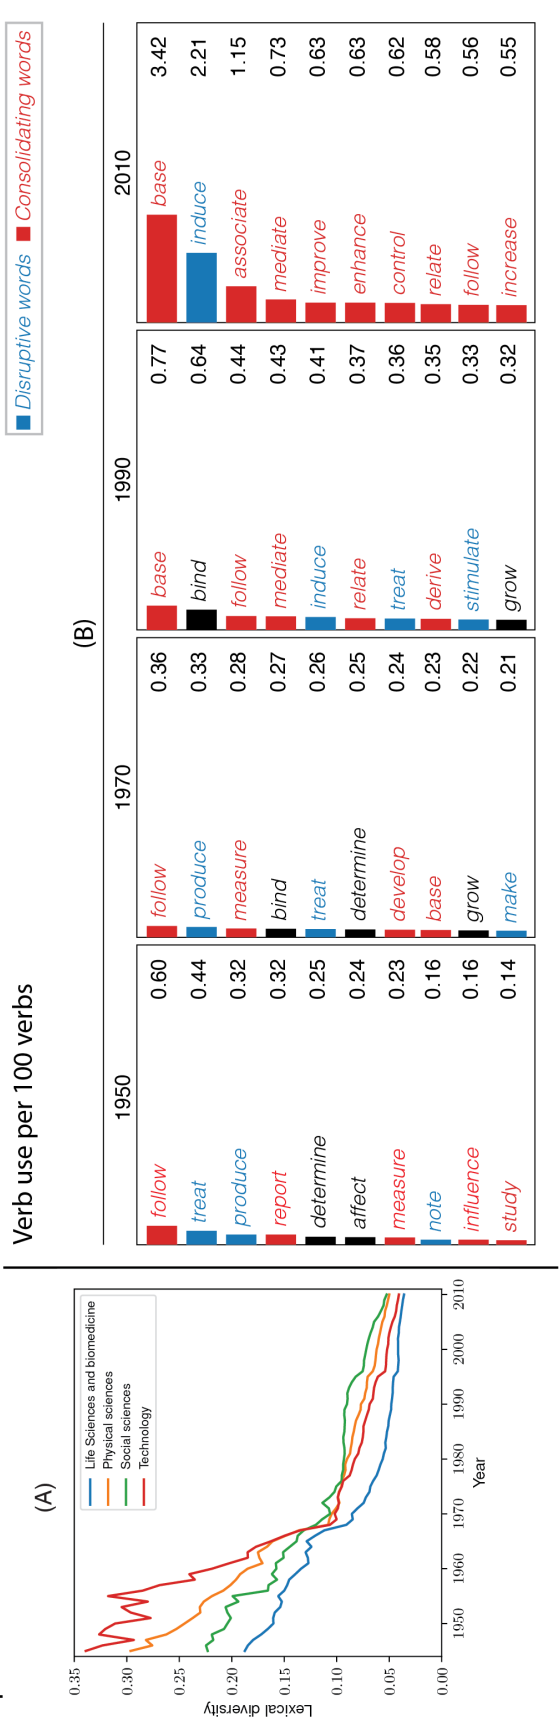 Verb use per 100 verbs
Disruptive words
Consolidating words
(A)
Life Sciences and biomedicine
Physical sciences
Social sciences
Technology
Lexical diversity
0.35
0.30
0.25
0.20
0.15
0.10
0.05
0.00
1950 1960 1970 1980 1990 2000 2010
Year
(B)
1950
follow 0.60
treat 0.44
produce 0.32
report 0.32
determine 0.25
affect 0.24
measure 0.23
note 0.16
influence 0.16
study 0.14
1970
follow 0.36
produce 0.33
measure 0.28
bind 0.27
treat 0.26
determine 0.25
develop 0.24
base 0.23
grow 0.22
make 0.21
1990
base 0.77
bind 0.64
follow 0.44
mediate 0.43
induce 0.41
relate 0.37
treat 0.36
derive 0.35
stimulate 0.33
grow 0.32
2010
base 3.42
induce 2.21
associate 1.15
mediate 0.73
improve 0.63
enhance 0.63
control 0.62
relate 0.58
follow 0.56
increase 0.55